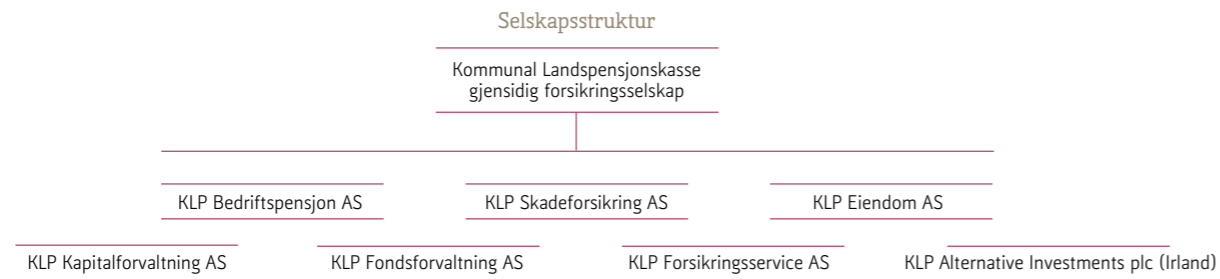 Selskapsstruktur
Kommunal Landspensjonskasse
gjensidig forsikringsselskap
KLP Bedriftspensjon AS
KLP Skadeforsikring AS
KLP Eiendom AS
KLP Kapitalforvaltning AS
KLP Fondsforvaltning AS
KLP Forsikringsservice AS
KLP Alternative Investments plc (Irland)